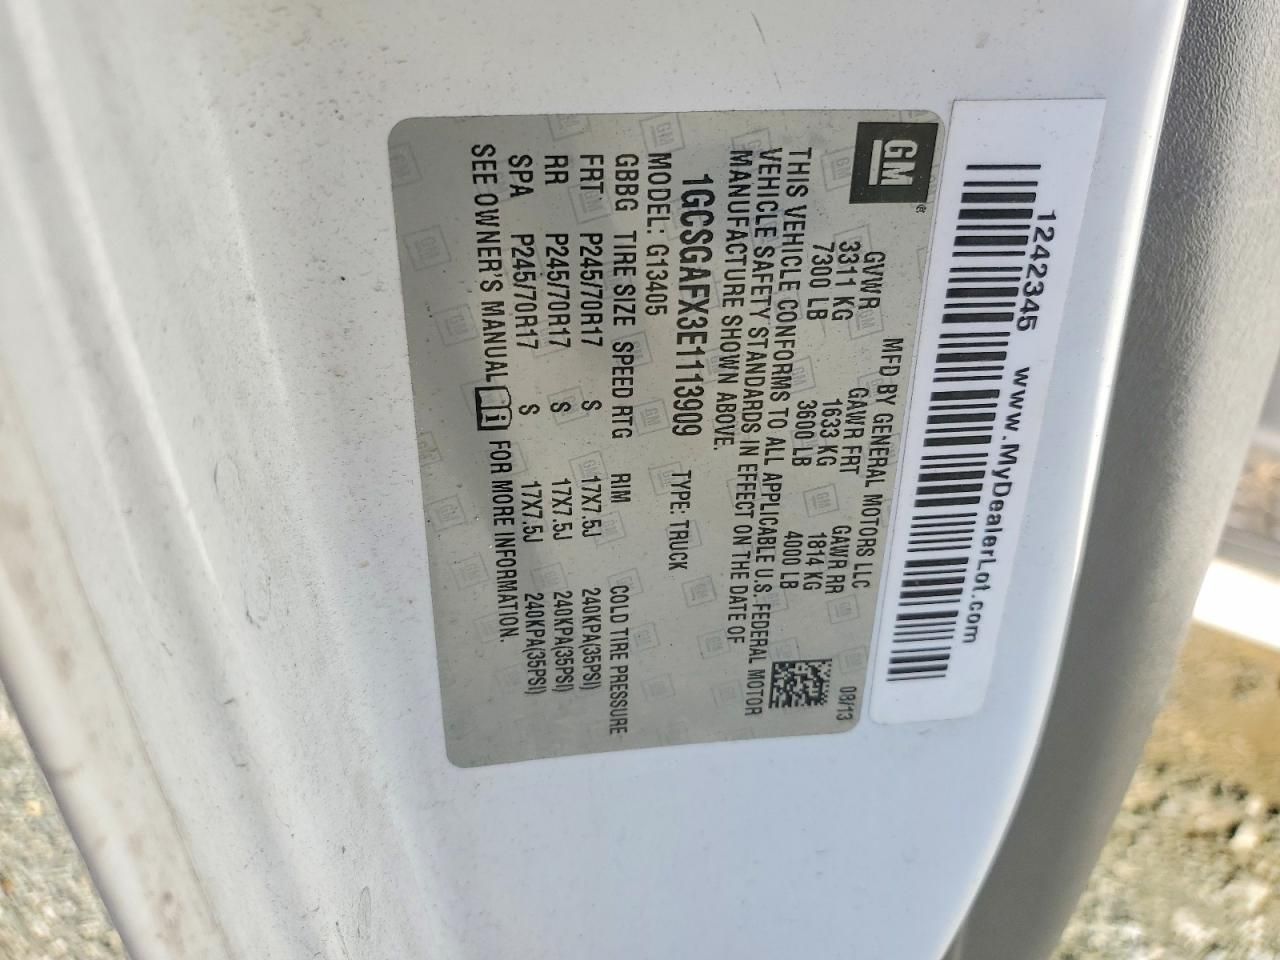 1242345 www.MyDealerLot.com
GM®
MFD BY GENERAL MOTORS LLC 08/13
GVWR GAWR FRT GAWR RR
3311 KG 1633 KG 1814 KG
7300 LB 3600 LB 4000 LB
THIS VEHICLE CONFORMS TO ALL APPLICABLE U.S. FEDERAL MOTOR
VEHICLE SAFETY STANDARDS IN EFFECT ON THE DATE OF
MANUFACTURE SHOWN ABOVE.
1GCSGAFX3E1113909 TYPE: TRUCK
MODEL: G13405
GBBG TIRE SIZE SPEED RTG RIM COLD TIRE PRESSURE
FRT P245/70R17 S 17X7.5J 240KPA(35PSI)
RR P245/70R17 S 17X7.5J 240KPA(35PSI)
SPA P245/70R17 S 17X7.5J 240KPA(35PSI)
SEE OWNER'S MANUAL i FOR MORE INFORMATION.